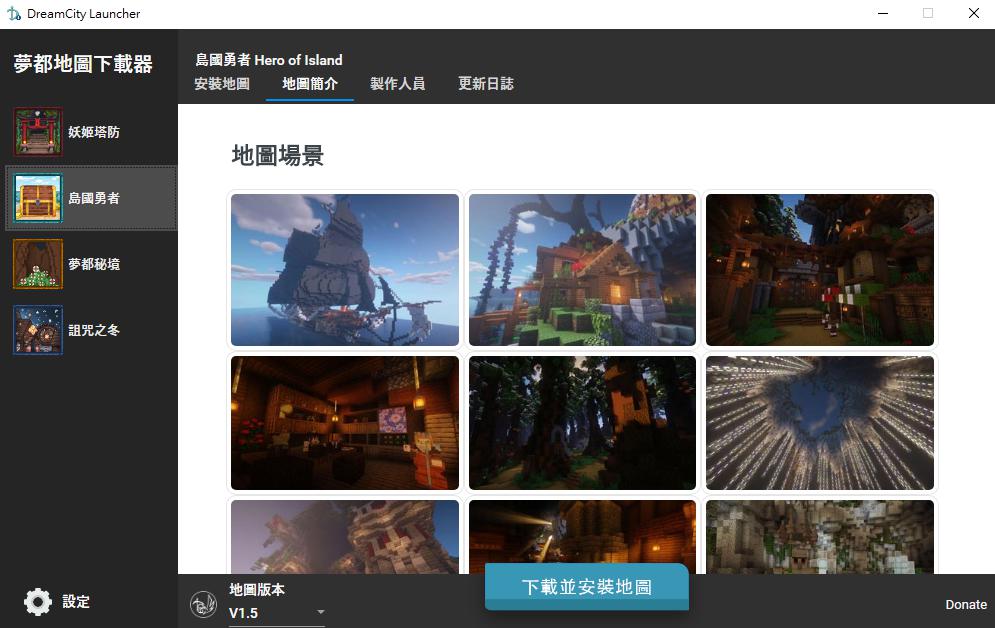 DreamCity Launcher
夢都地圖下載器
妖姬塔防
島國勇者
夢都秘境
詛咒之冬
設定
島國勇者 Hero of Island
安裝地圖 地圖簡介 製作人員 更新日誌
地圖場景
地圖版本
V1.5
下載並安裝地圖
Donate